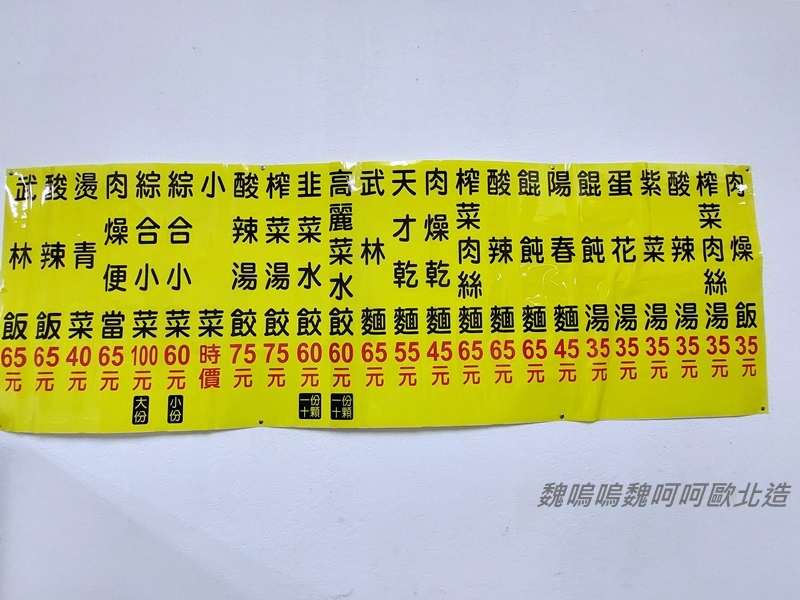 肉燥飯 35元
榨菜肉絲湯 35元
酸辣湯 35元
紫菜湯 35元
蛋花湯 35元
餛飩湯 35元
陽春麵 45元
餛飩麵 65元
酸辣麵 65元
榨菜肉絲麵 65元
肉燥乾麵 45元
天才乾麵 55元
武林麵 65元
高麗菜水餃 60元 一份十顆
韭菜水餃 60元 一份十顆
榨菜湯餃 75元
酸辣湯餃 75元
小菜 時價
綜合小菜 60元 小份
綜合小菜 100元 大份
肉燥便當 65元
燙青菜 40元
酸辣飯 65元
武林飯 65元
魏嗚嗚魏呵呵歐北造